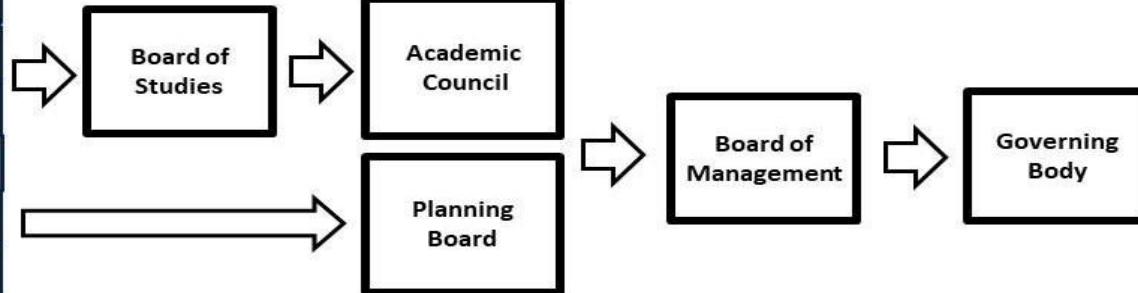 Board of
Studies
Academic
Council
Planning
Board
Board of
Management
Governing
Body